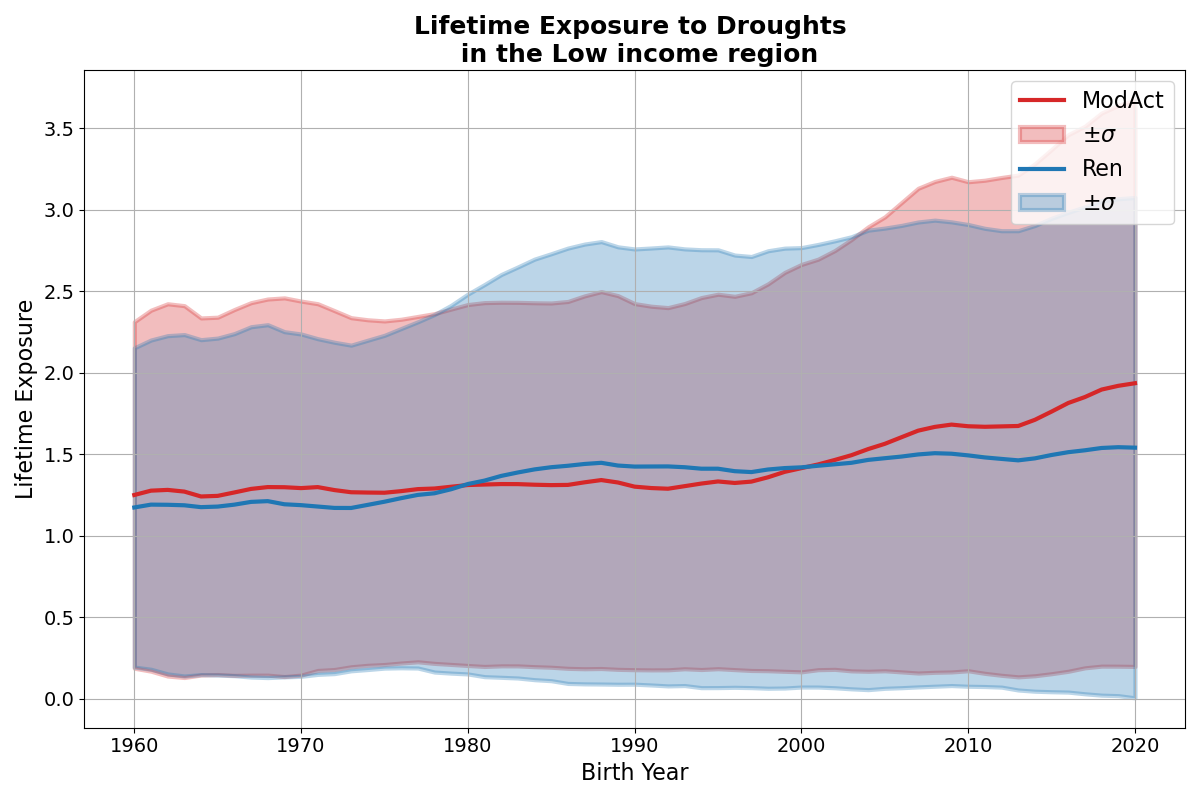 Lifetime Exposure to Droughts
in the Low income region
ModAct
±σ
Ren
±σ
Lifetime Exposure
3.5
3.0
2.5
2.0
1.5
1.0
0.5
0.0
1960 1970 1980 1990 2000 2010 2020
Birth Year